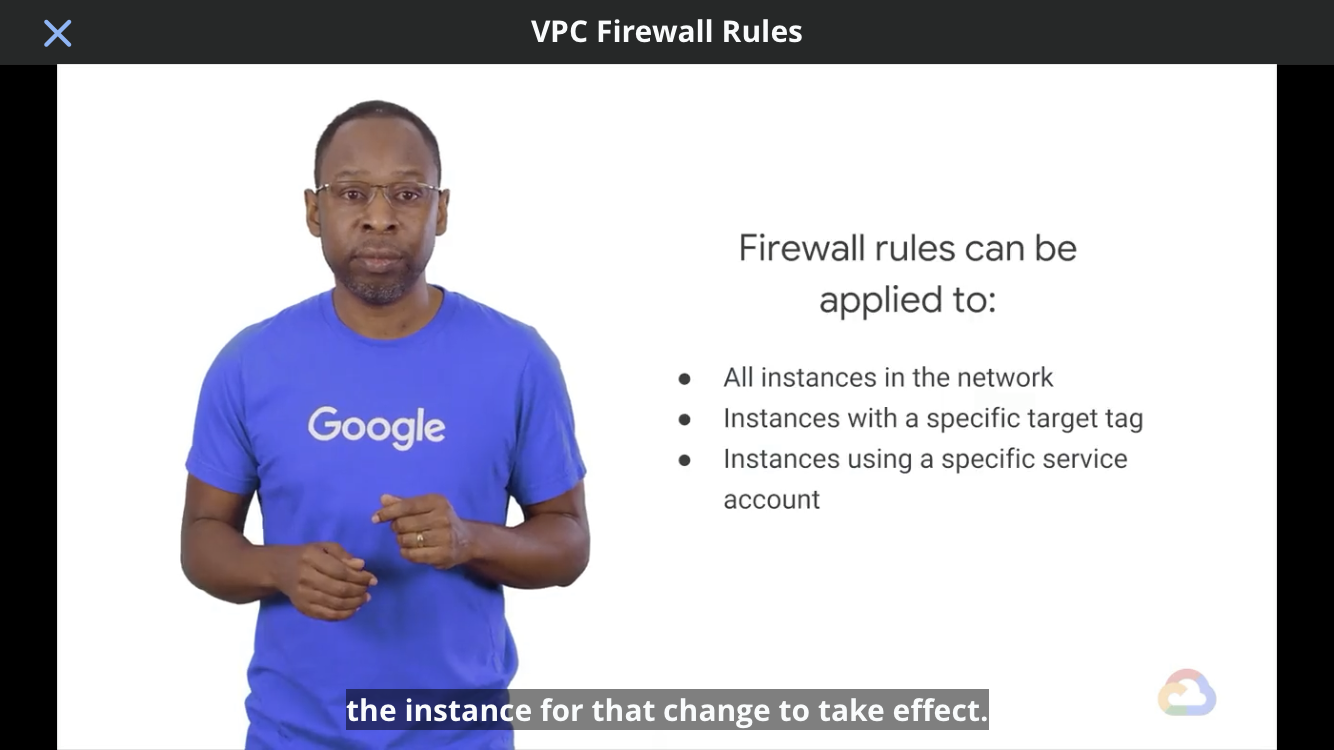 VPC Firewall Rules
Firewall rules can be
applied to:
● All instances in the network
● Instances with a specific target tag
● Instances using a specific service
account
Google
the instance for that change to take effect.